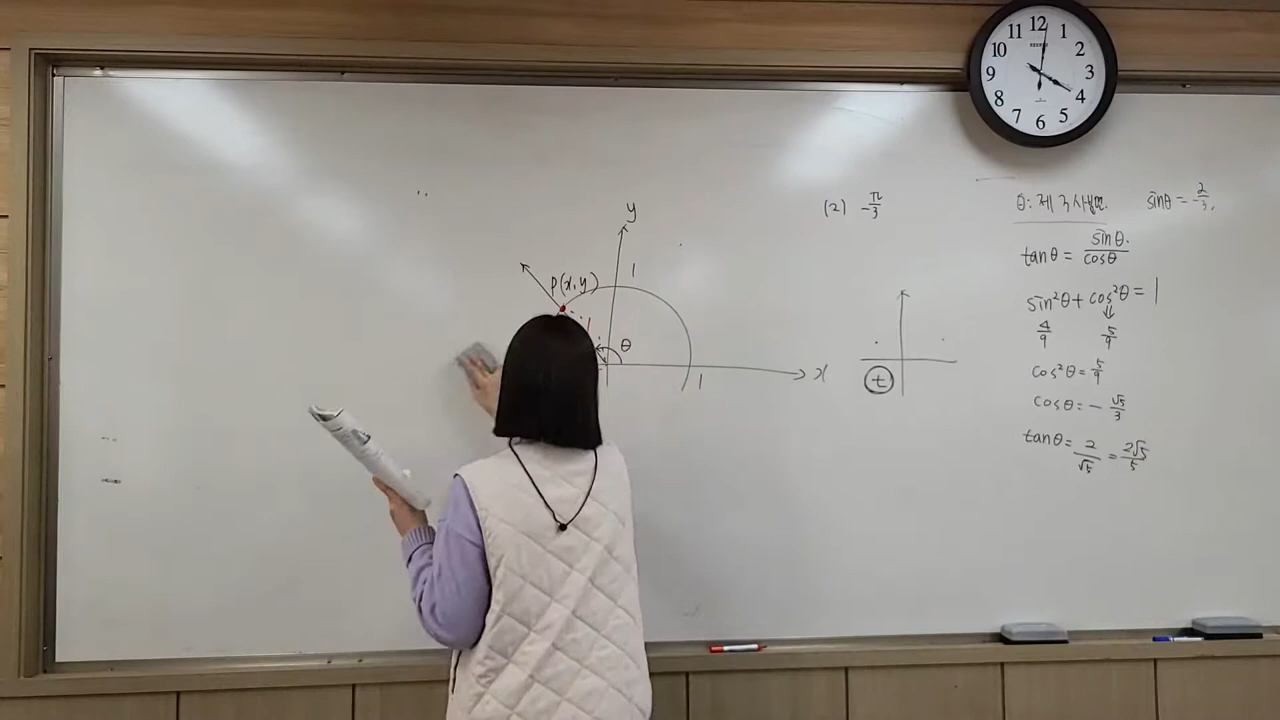 12
11 1
10 2
9 3
8 4
7 5
6
y
1
P(x,y)
1
θ
x
1
(2) -π/3
+
θ: 제 3 사분면. sinθ = -2/3.
tanθ = sinθ. / cosθ
sin²θ + cos²θ = 1
4/9 ⇓ 5/9
cos²θ = 5/9
cosθ = - √5/3
tanθ = 2/√5 = 2√5/5